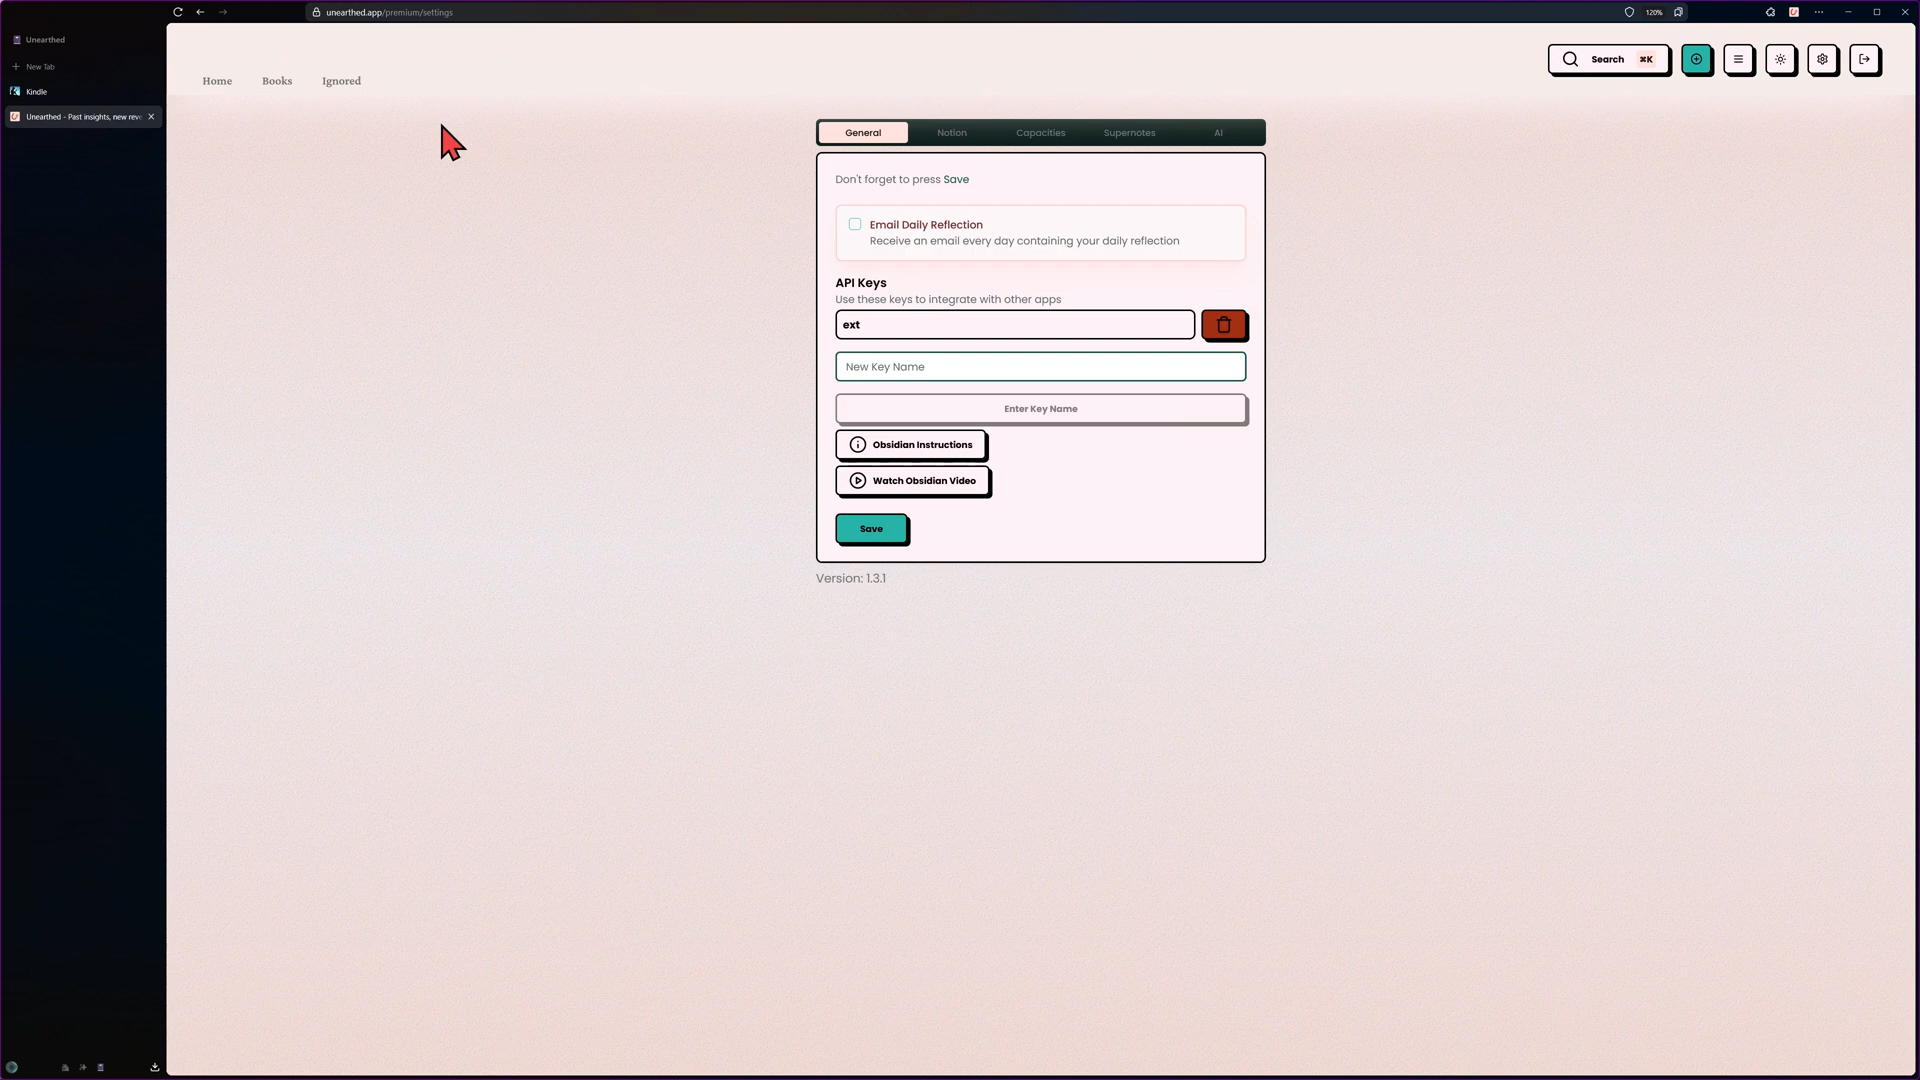 unearthed.app/premium/settings
120%
Unearthed
New Tab
Kindle
Unearthed - Past insights, new reve
Home
Books
Ignored
Search
⌘K
General
Notion
Capacities
Supernotes
AI
Don't forget to press Save
Email Daily Reflection
Receive an email every day containing your daily reflection
API Keys
Use these keys to integrate with other apps
ext
New Key Name
Enter Key Name
Obsidian Instructions
Watch Obsidian Video
Save
Version: 1.3.1